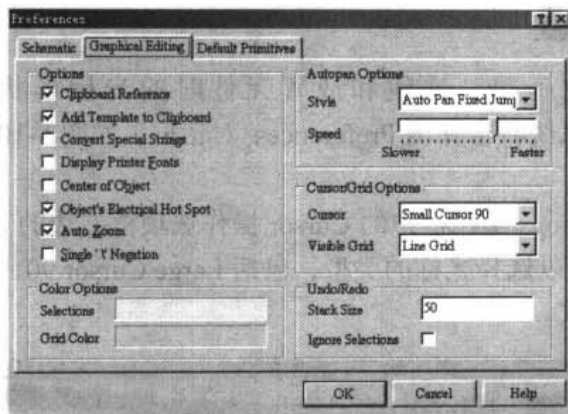 Preferences
Schematic Graphical Editing Default Primitives
Options
Clipboard Reference
Add Template to Clipboard
Convert Special Strings
Display Printer Fonts
Center of Object
Object's Electrical Hot Spot
Auto Zoom
Single '\' Negation
Color Options
Selections
Grid Color
Autopan Options
Style Auto Pan Fixed Jump
Speed
Slower Faster
Cursor/Grid Options
Cursor Small Cursor 90
Visible Grid Line Grid
Undo/Redo
Stack Size 50
Ignore Selections
OK Cancel Help